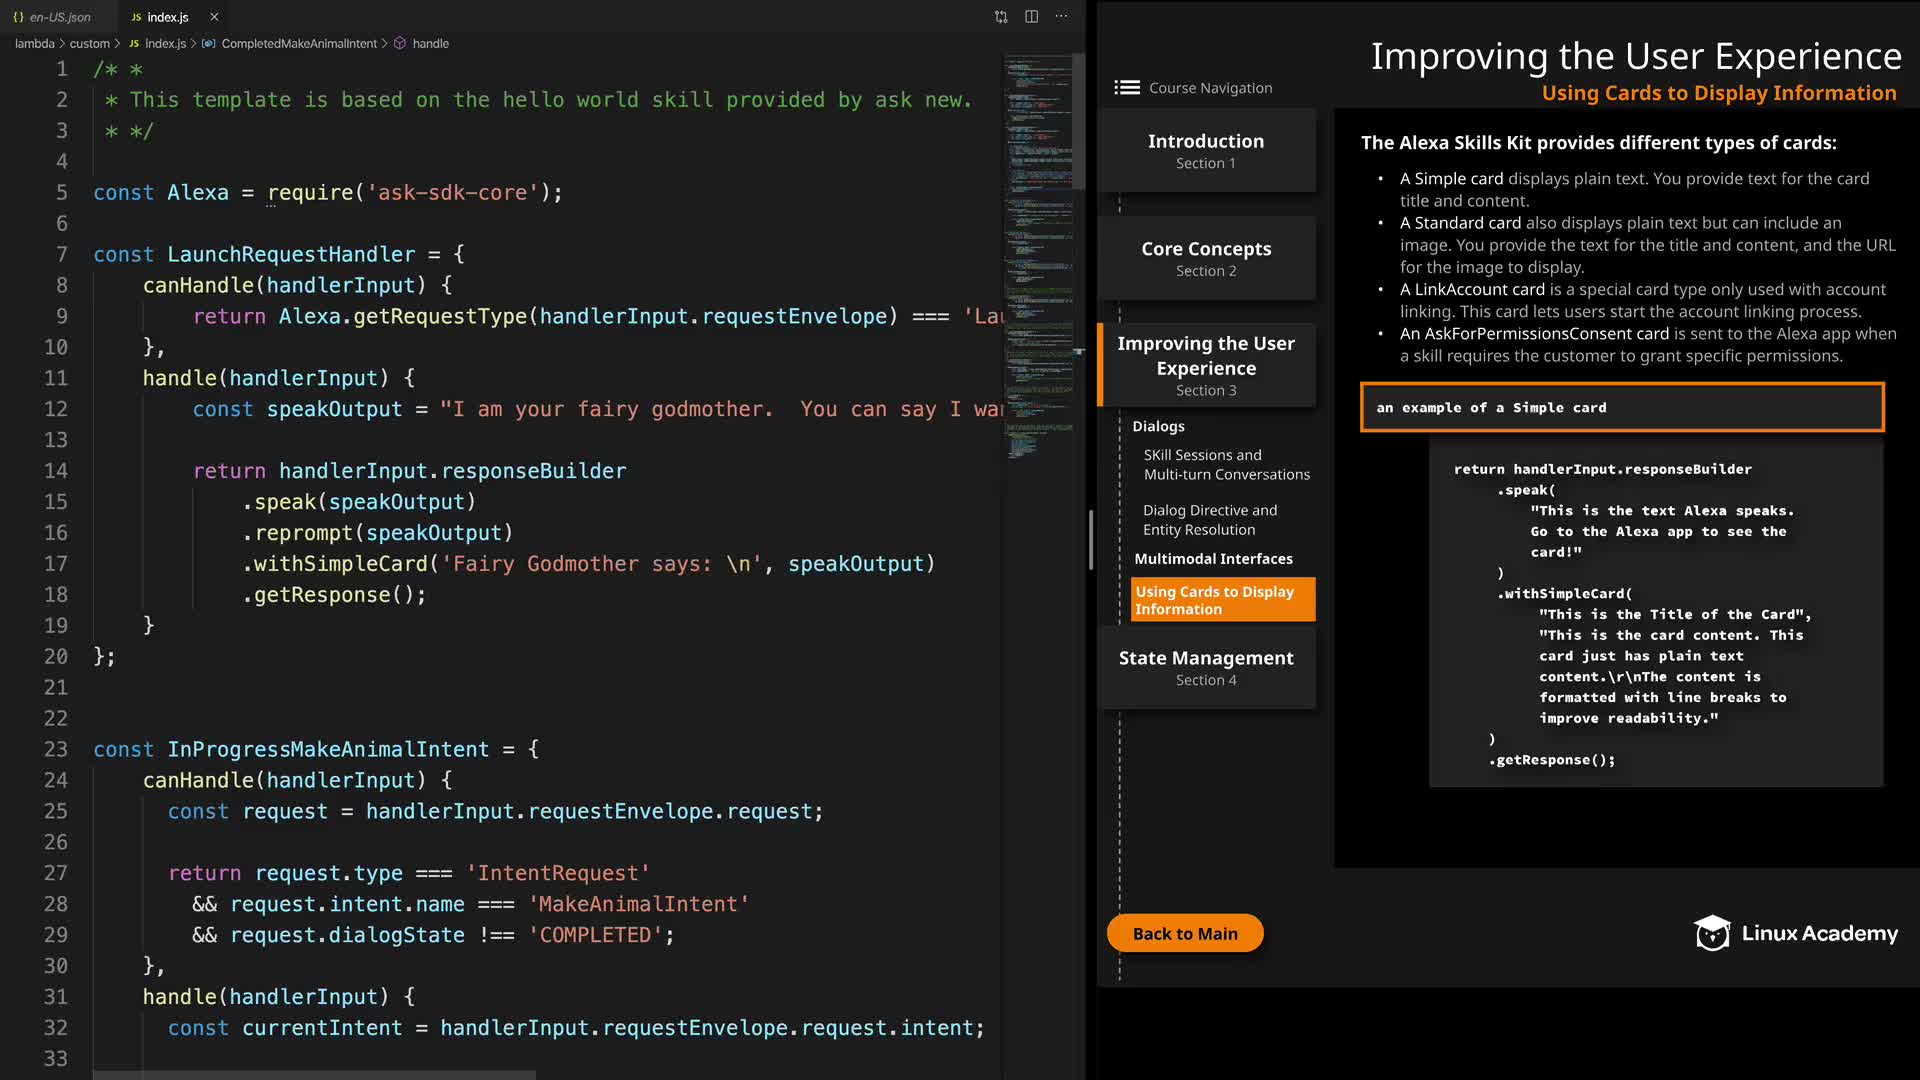 {} en-US.json
JS index.js
lambda > custom > JS index.js > CompletedMakeAnimalIntent > handle
1 /* *
2 * This template is based on the hello world skill provided by ask new.
3 * */
4
5 const Alexa = require('ask-sdk-core');
6
7 const LaunchRequestHandler = {
8 canHandle(handlerInput) {
9 return Alexa.getRequestType(handlerInput.requestEnvelope) === 'Lau
10 },
11 handle(handlerInput) {
12 const speakOutput = "I am your fairy godmother.  You can say I wan
13
14 return handlerInput.responseBuilder
15 .speak(speakOutput)
16 .reprompt(speakOutput)
17 .withSimpleCard('Fairy Godmother says: \n', speakOutput)
18 .getResponse();
19 }
20 };
21
22
23 const InProgressMakeAnimalIntent = {
24 canHandle(handlerInput) {
25 const request = handlerInput.requestEnvelope.request;
26
27 return request.type === 'IntentRequest'
28 && request.intent.name === 'MakeAnimalIntent'
29 && request.dialogState !== 'COMPLETED';
30 },
31 handle(handlerInput) {
32 const currentIntent = handlerInput.requestEnvelope.request.intent;
33
Improving the User Experience
Using Cards to Display Information
Course Navigation
Introduction
Section 1
Core Concepts
Section 2
Improving the User
Experience
Section 3
Dialogs
SKill Sessions and
Multi-turn Conversations
Dialog Directive and
Entity Resolution
Multimodal Interfaces
Using Cards to Display
Information
State Management
Section 4
Back to Main
The Alexa Skills Kit provides different types of cards:
• A Simple card displays plain text. You provide text for the card
title and content.
• A Standard card also displays plain text but can include an
image. You provide the text for the title and content, and the URL
for the image to display.
• A LinkAccount card is a special card type only used with account
linking. This card lets users start the account linking process.
• An AskForPermissionsConsent card is sent to the Alexa app when
a skill requires the customer to grant specific permissions.
an example of a Simple card
return handlerInput.responseBuilder
.speak(
"This is the text Alexa speaks.
Go to the Alexa app to see the
card!"
)
.withSimpleCard(
"This is the Title of the Card",
"This is the card content. This
card just has plain text
content.\r\nThe content is
formatted with line breaks to
improve readability."
)
.getResponse();
Linux Academy